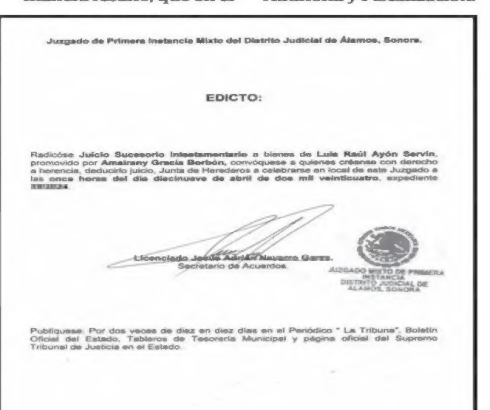 Juzgado de Primera Instancia Mixto del Distrito Judicial de Álamos, Sonora.
EDICTO:
Radicóse Juicio Sucesorio Intestamentario a bienes de Luis Raúl Ayón Servín,
promovido por Amairany Gracia Borbón, convóquese a quienes créanse con derecho
a herencia, deducirlo juicio, Junta de Herederos a celebrarse en local de este Juzgado a
las once horas del día diecinueve de abril de dos mil veinticuatro, expediente
Licenciado Jesús Adrián Navarro Garza.
Secretario de Acuerdos.
JUZGADO MIXTO DE PRIMERA
INSTANCIA
DISTRITO JUDICIAL DE
ALAMOS, SONORA
Publíquese: Por dos veces de diez en diez días en el Periódico " La Tribuna", Boletín
Oficial del Estado, Tableros de Tesorería Municipal y página oficial del Supremo
Tribunal de Justicia en el Estado.